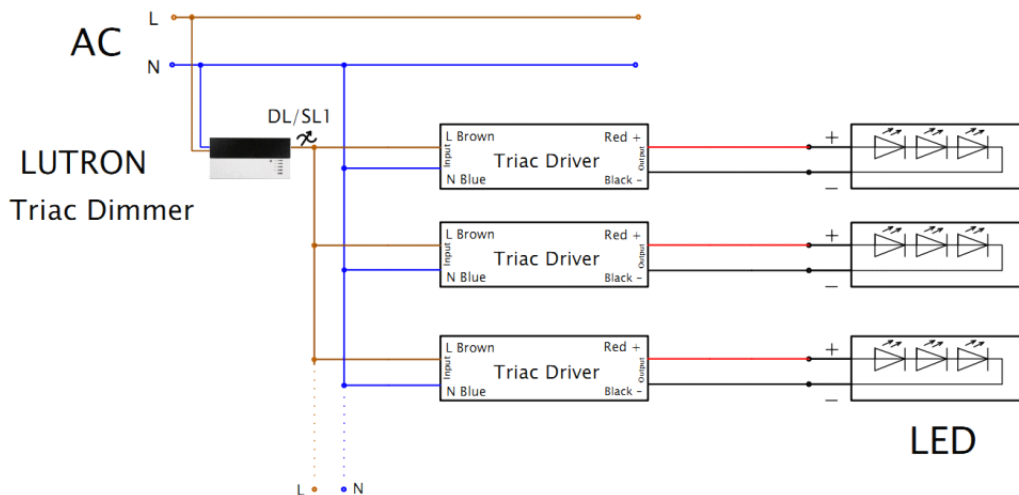 L
AC
N
DL/SL1
LUTRON
Triac Dimmer
L Brown
Input
N Blue
Triac Driver
Red +
Output
Black -
+
_
L Brown
Input
N Blue
Triac Driver
Red +
Output
Black -
+
_
L Brown
Input
N Blue
Triac Driver
Red +
Output
Black -
+
_
LED
L
N